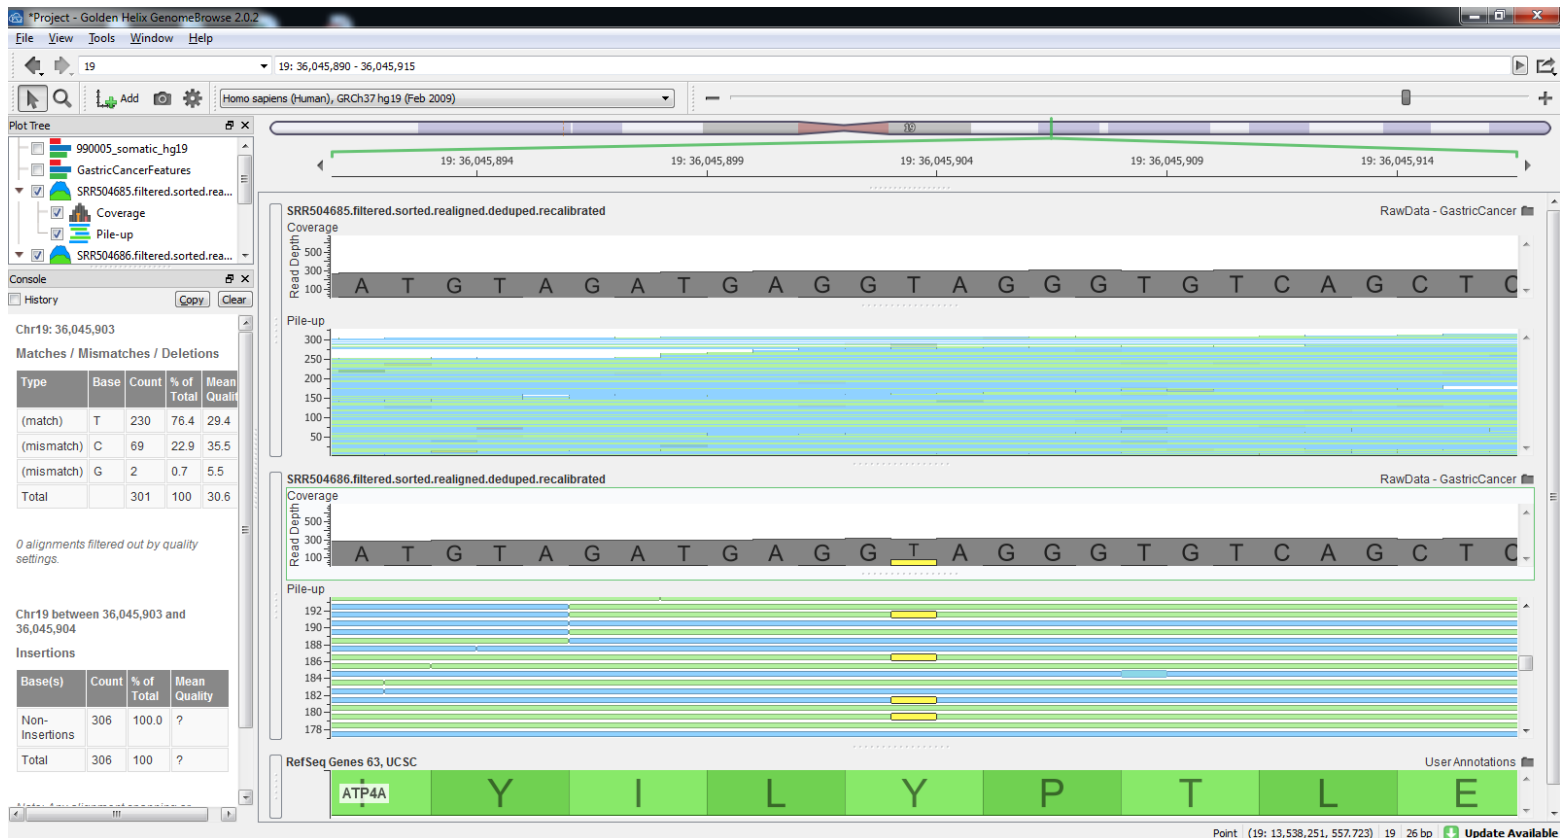 *Project - Golden Helix GenomeBrowse 2.0.2
File View Tools Window Help
19 19: 36,045,890 - 36,045,915
Add Homo sapiens (Human), GRCh37 hg19 (Feb 2009)
Plot Tree
990005_somatic_hg19
GastricCancerFeatures
SRR504685.filtered.sorted.rea...
Coverage
Pile-up
SRR504686.filtered.sorted.rea...
Console
History Copy Clear
Chr19: 36,045,903
Matches / Mismatches / Deletions
Type Base Count % of Total Mean Qualit
(match) T 230 76.4 29.4
(mismatch) C 69 22.9 35.5
(mismatch) G 2 0.7 5.5
Total 301 100 30.6
0 alignments filtered out by quality
settings.
Chr19 between 36,045,903 and
36,045,904
Insertions
Base(s) Count % of Total Mean Quality
Non-Insertions 306 100.0 ?
Total 306 100 ?
19
19: 36,045,894 19: 36,045,899 19: 36,045,904 19: 36,045,909 19: 36,045,914
SRR504685.filtered.sorted.realigned.deduped.recalibrated RawData - GastricCancer
Coverage
Read Depth
500
300
100
A T G T A G A T G A G G T A G G G T G T C A G C T C
Pile-up
300
250
200
150
100
50
SRR504686.filtered.sorted.realigned.deduped.recalibrated RawData - GastricCancer
Coverage
Read Depth
500
300
100
A T G T A G A T G A G G T A G G G T G T C A G C T C
Pile-up
192
190
188
186
184
182
180
178
RefSeq Genes 63, UCSC User Annotations
ATP4A
I Y I L Y P T L E
Point (19: 13,538,251, 557.723) 19 26 bp Update Available